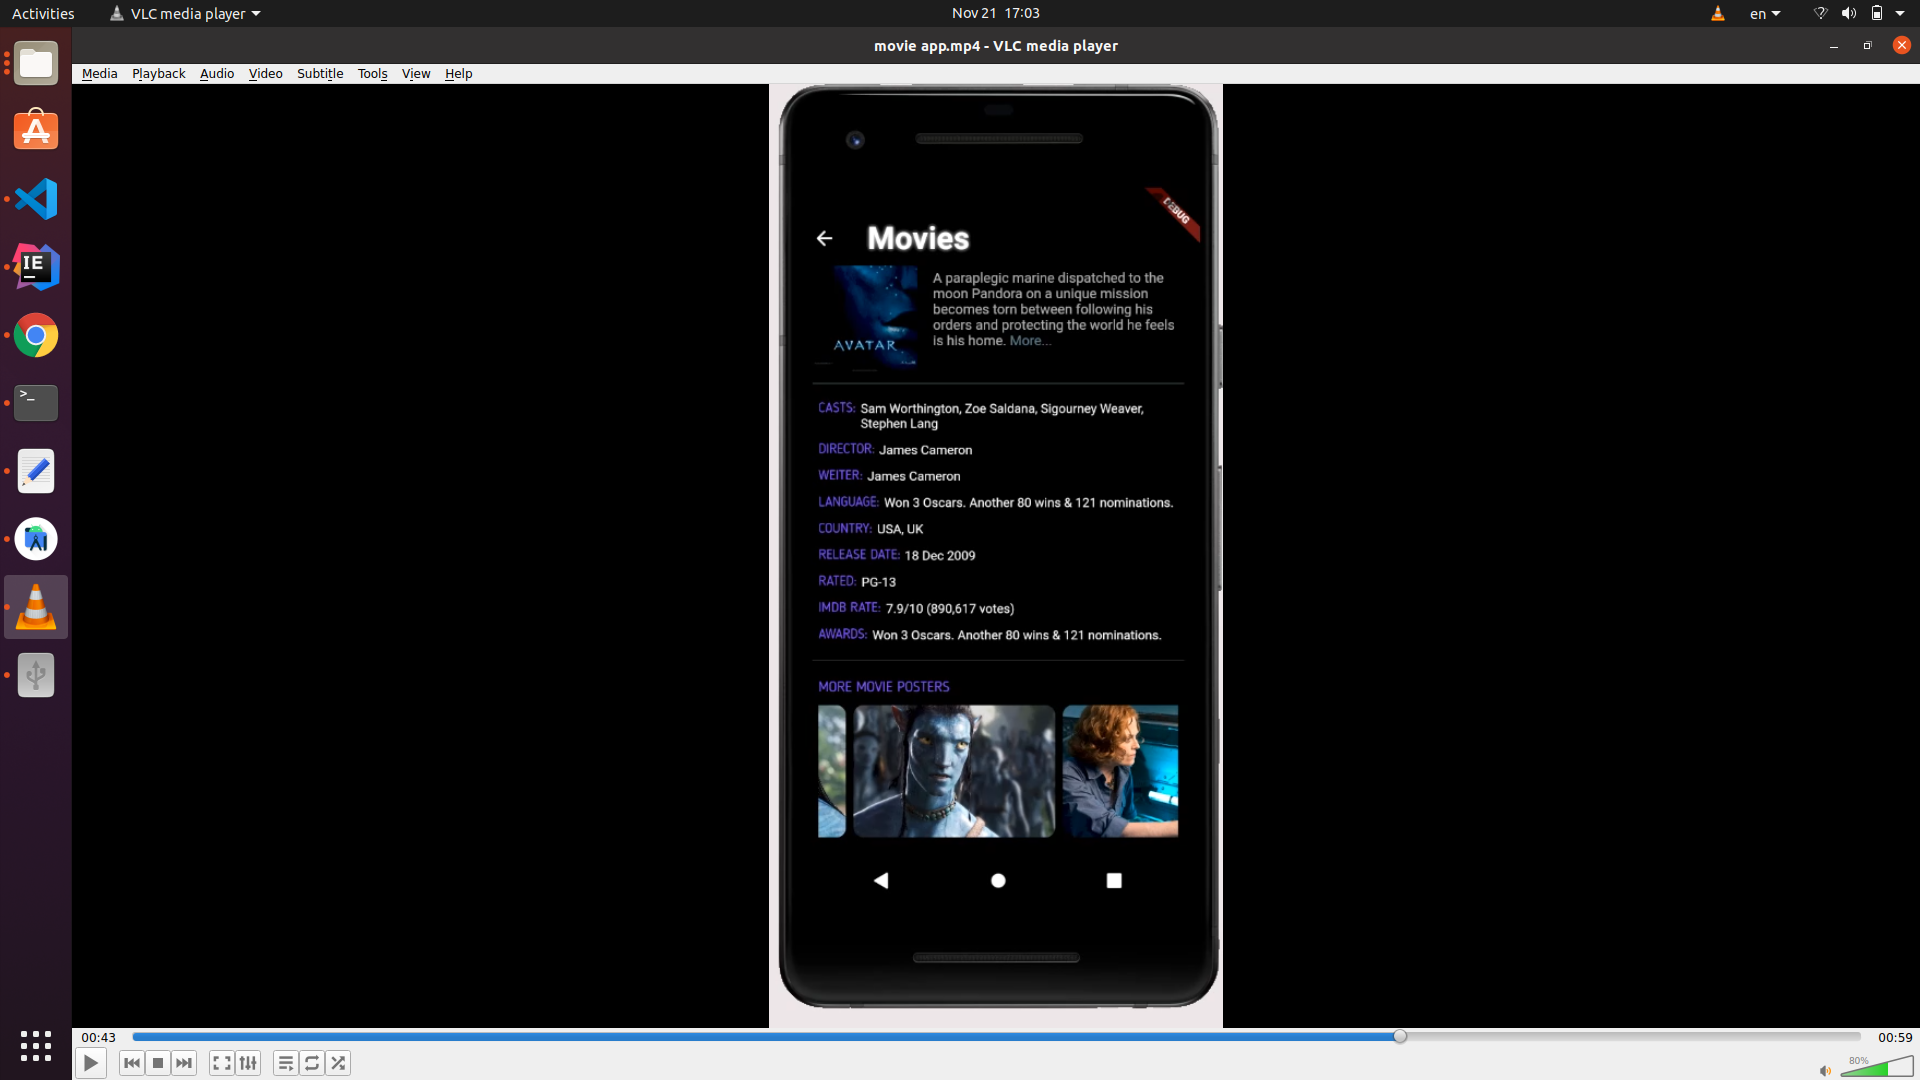 Activities
VLC media player
Nov 21 17:03
en
movie app.mp4 - VLC media player
Media Playback Audio Video Subtitle Tools View Help
DEBUG
Movies
A paraplegic marine dispatched to the
moon Pandora on a unique mission
becomes torn between following his
orders and protecting the world he feels
is his home. More...
AVATAR
CASTS: Sam Worthington, Zoe Saldana, Sigourney Weaver,
Stephen Lang
DIRECTOR: James Cameron
WEITER: James Cameron
LANGUAGE: Won 3 Oscars. Another 80 wins & 121 nominations.
COUNTRY: USA, UK
RELEASE DATE: 18 Dec 2009
RATED: PG-13
IMDB RATE: 7.9/10 (890,617 votes)
AWARDS: Won 3 Oscars. Another 80 wins & 121 nominations.
MORE MOVIE POSTERS
IE
>_
00:43
00:59
80%